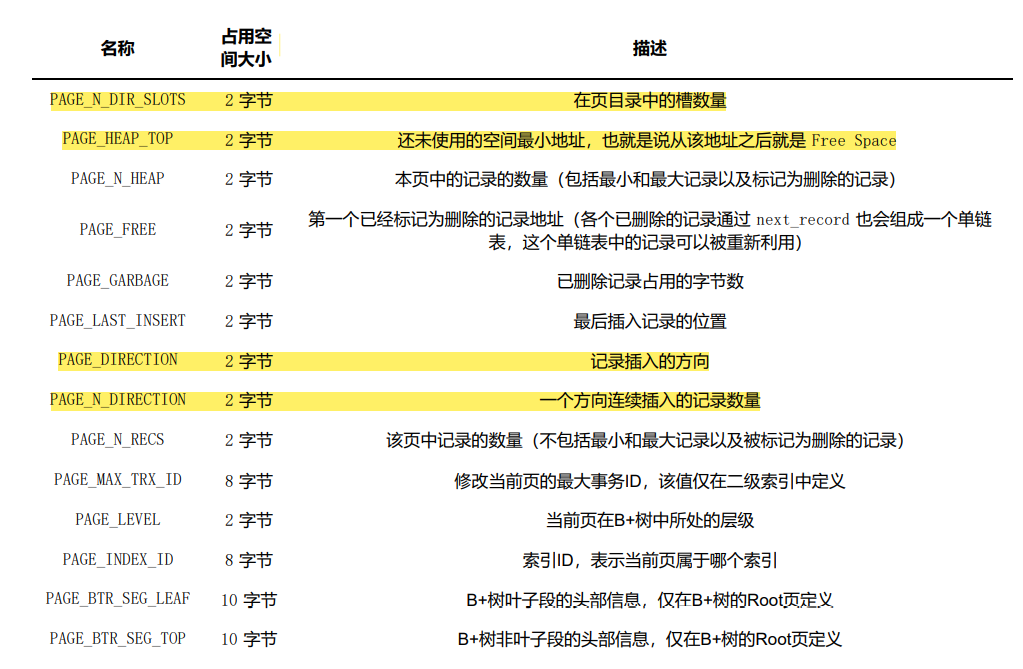 名称 占用空间大小 描述
PAGE_N_DIR_SLOTS 2 字节 在页目录中的槽数量
PAGE_HEAP_TOP 2 字节 还未使用的空间最小地址，也就是说从该地址之后就是 Free Space
PAGE_N_HEAP 2 字节 本页中的记录的数量（包括最小和最大记录以及标记为删除的记录）
PAGE_FREE 2 字节 第一个已经标记为删除的记录地址（各个已删除的记录通过 next_record 也会组成一个单链
表，这个单链表中的记录可以被重新利用）
PAGE_GARBAGE 2 字节 已删除记录占用的字节数
PAGE_LAST_INSERT 2 字节 最后插入记录的位置
PAGE_DIRECTION 2 字节 记录插入的方向
PAGE_N_DIRECTION 2 字节 一个方向连续插入的记录数量
PAGE_N_RECS 2 字节 该页中记录的数量（不包括最小和最大记录以及被标记为删除的记录）
PAGE_MAX_TRX_ID 8 字节 修改当前页的最大事务ID，该值仅在二级索引中定义
PAGE_LEVEL 2 字节 当前页在B+树中所处的层级
PAGE_INDEX_ID 8 字节 索引ID，表示当前页属于哪个索引
PAGE_BTR_SEG_LEAF 10 字节 B+树叶子段的头部信息，仅在B+树的Root页定义
PAGE_BTR_SEG_TOP 10 字节 B+树非叶子段的头部信息，仅在B+树的Root页定义